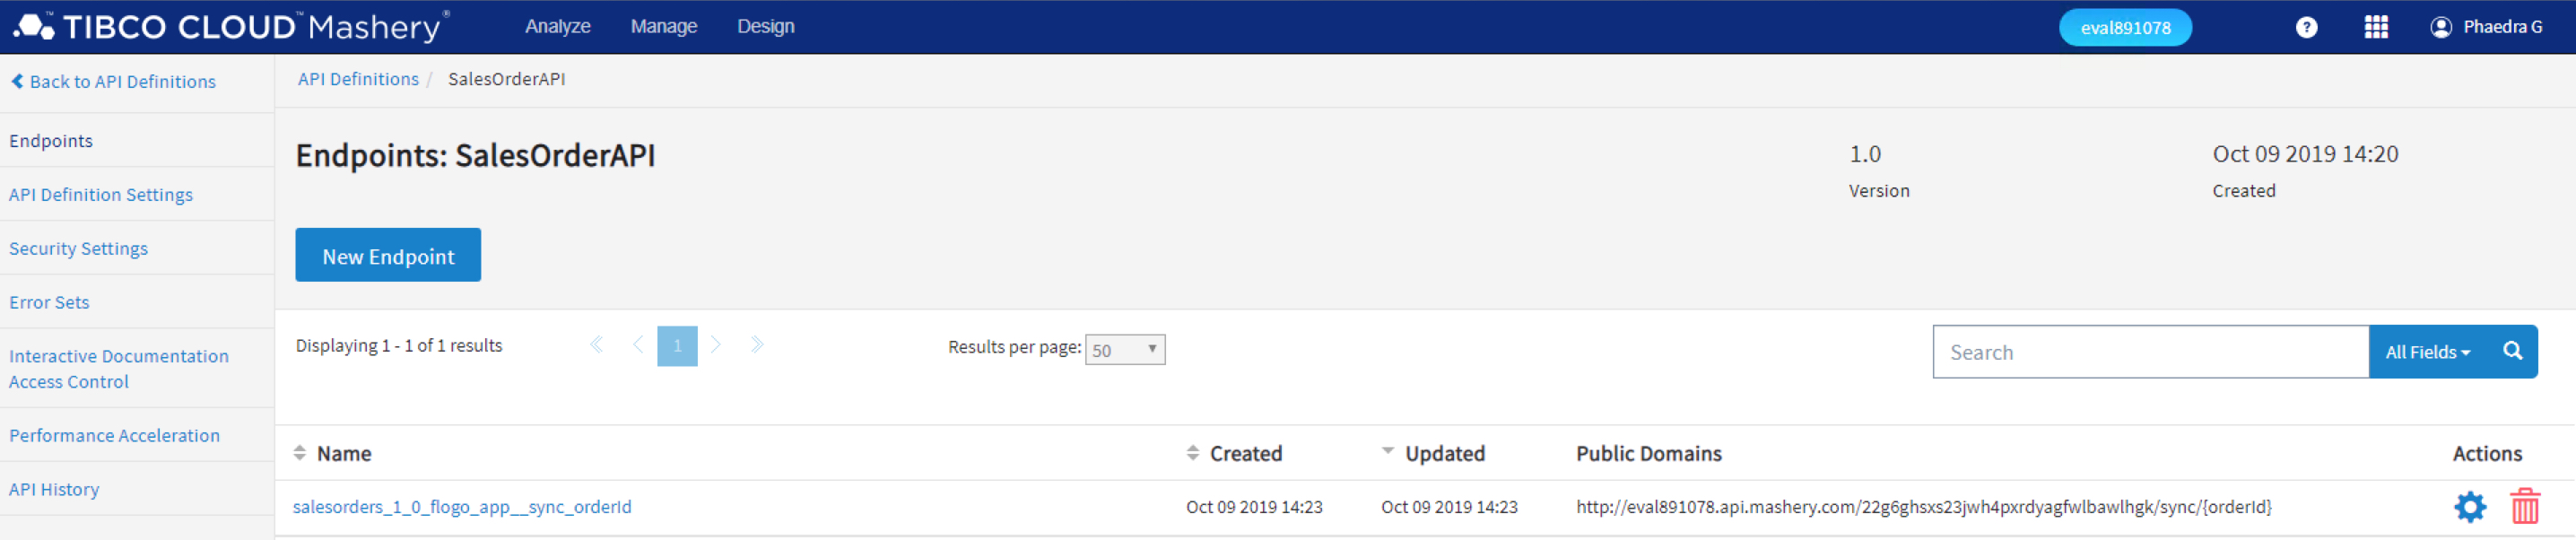 TIBCO CLOUD™ Mashery® Analyze Manage Design eval891078 ? Phaedra G
Back to API Definitions
API Definitions / SalesOrderAPI
Endpoints
API Definition Settings
Security Settings
Error Sets
Interactive Documentation
Access Control
Performance Acceleration
API History
Endpoints: SalesOrderAPI
1.0
Version
Oct 09 2019 14:20
Created
New Endpoint
Displaying 1 - 1 of 1 results « < 1 > » Results per page: 50 Search All Fields
Name Created Updated Public Domains Actions
salesorders_1_0_flogo_app__sync_orderId Oct 09 2019 14:23 Oct 09 2019 14:23 http://eval891078.api.mashery.com/22g6ghsxs23jwh4pxrdyagfwlbawlhgk/sync/{orderId}